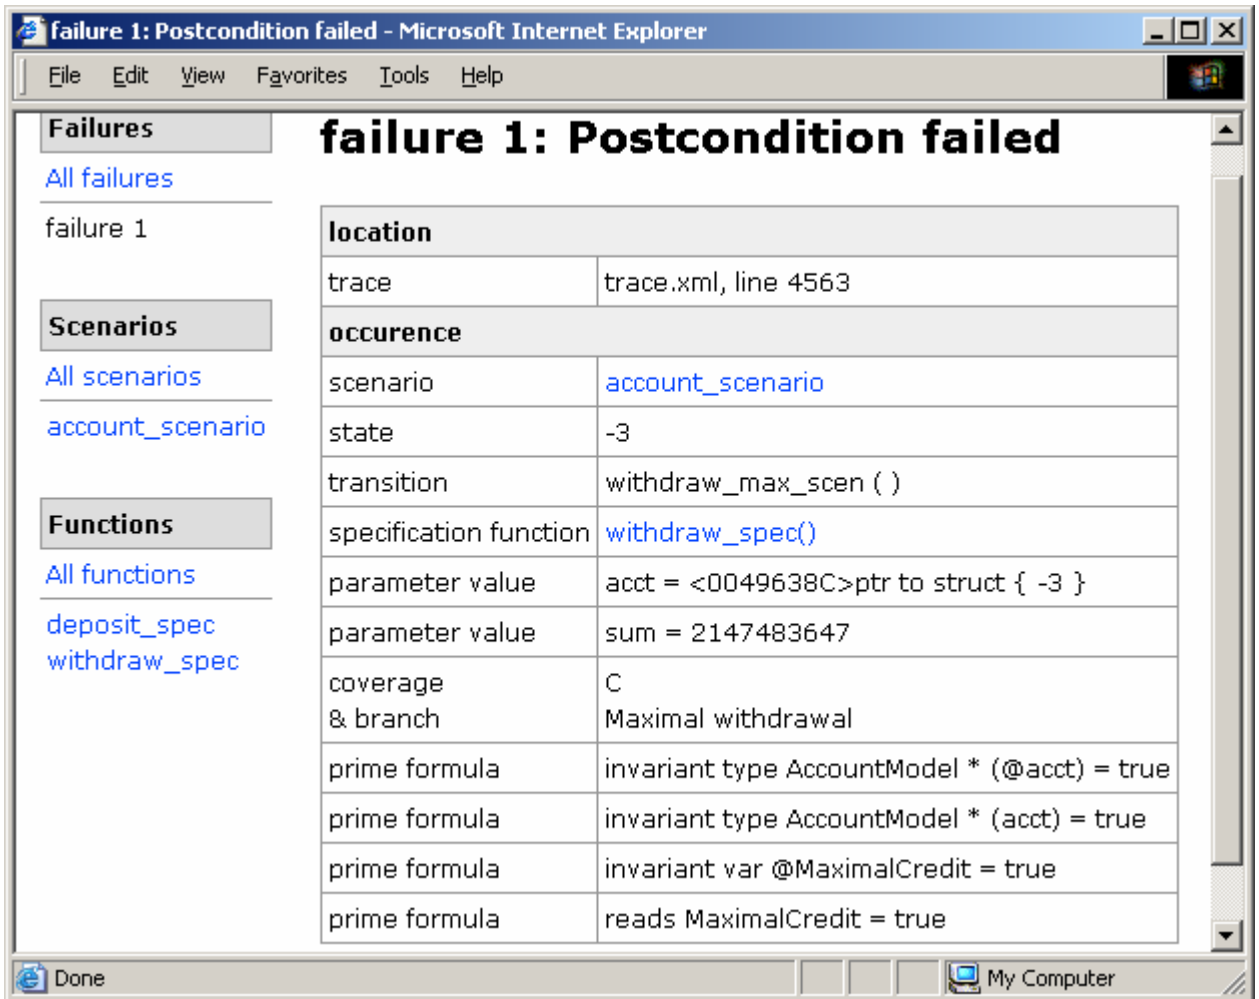 failure 1: Postcondition failed - Microsoft Internet Explorer
File Edit View Favorites Tools Help
Failures
All failures
failure 1
Scenarios
All scenarios
account_scenario
Functions
All functions
deposit_spec
withdraw_spec
failure 1: Postcondition failed
location
trace trace.xml, line 4563
occurence
scenario account_scenario
state -3
transition withdraw_max_scen ( )
specification function withdraw_spec()
parameter value acct = <0049638C>ptr to struct { -3 }
parameter value sum = 2147483647
coverage C
& branch Maximal withdrawal
prime formula invariant type AccountModel * (@acct) = true
prime formula invariant type AccountModel * (acct) = true
prime formula invariant var @MaximalCredit = true
prime formula reads MaximalCredit = true
Done My Computer